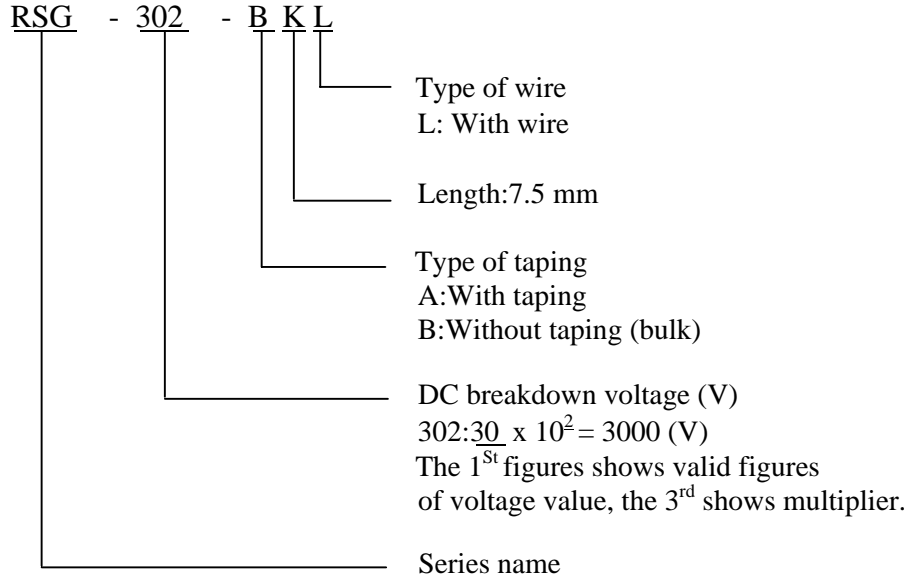 RSG - 302 - B K L
Type of wire
L: With wire
Length:7.5 mm
Type of taping
A:With taping
B:Without taping (bulk)
DC breakdown voltage (V)
302:30 x 10² = 3000 (V)
The 1St figures shows valid figures
of voltage value, the 3rd shows multiplier.
Series name